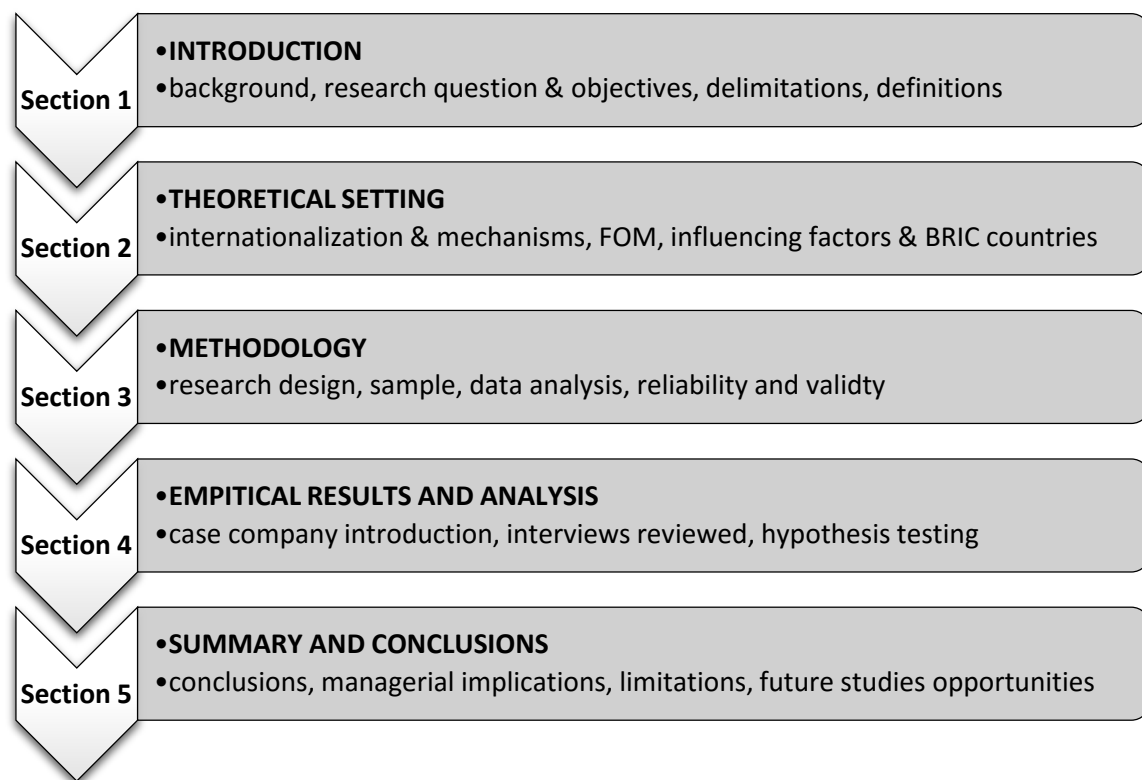 Section 1
•INTRODUCTION
•background, research question & objectives, delimitations, definitions
Section 2
•THEORETICAL SETTING
•internationalization & mechanisms, FOM, influencing factors & BRIC countries
Section 3
•METHODOLOGY
•research design, sample, data analysis, reliability and validty
Section 4
•EMPITICAL RESULTS AND ANALYSIS
•case company introduction, interviews reviewed, hypothesis testing
Section 5
•SUMMARY AND CONCLUSIONS
•conclusions, managerial implications, limitations, future studies opportunities